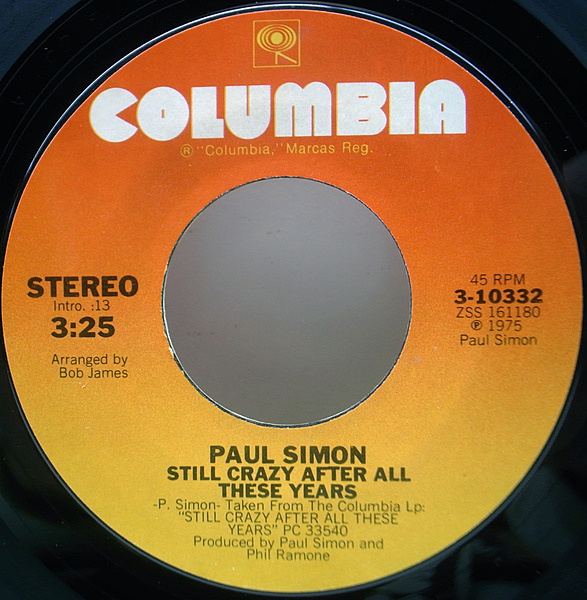 COLUMBIA
® "Columbia," Marcas Reg.
STEREO
Intro. :13
3:25
Arranged by
Bob James
45 RPM
3-10332
ZSS 161180
℗ 1975
Paul Simon
PAUL SIMON
STILL CRAZY AFTER ALL
THESE YEARS
-P. Simon- Taken From The Columbia Lp:
"STILL CRAZY AFTER ALL THESE
YEARS" PC 33540
Produced by Paul Simon and
Phil Ramone